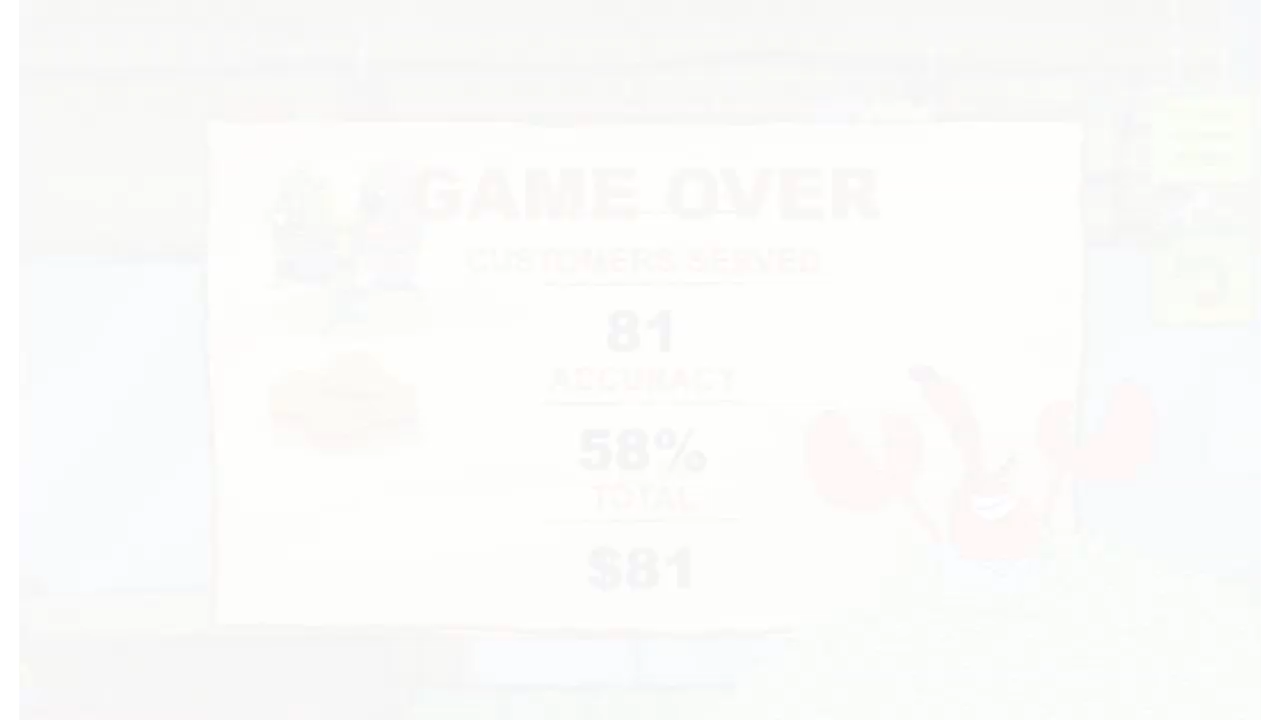 GAME OVER
CUSTOMERS SERVED
81
ACCURACY
58%
TOTAL
$81